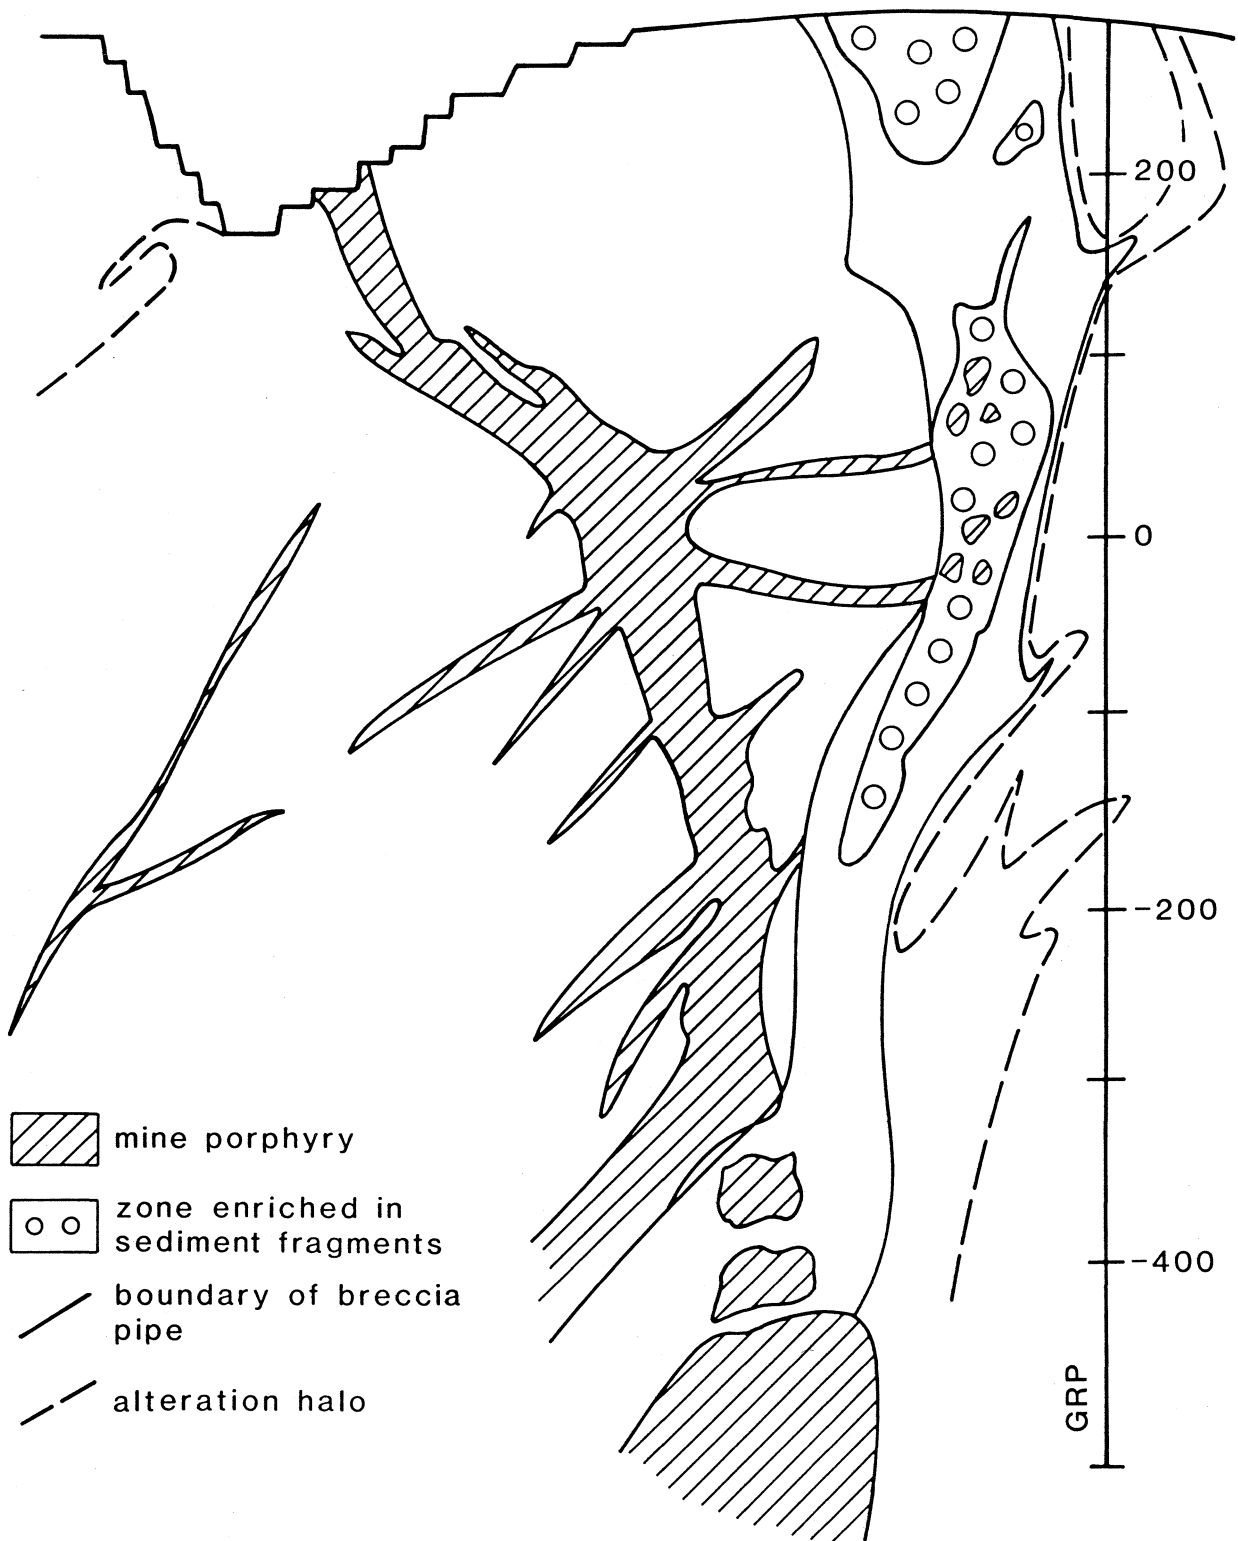 200
0
-200
-400
GRP
mine porphyry
zone enriched in
sediment fragments
boundary of breccia
pipe
alteration halo